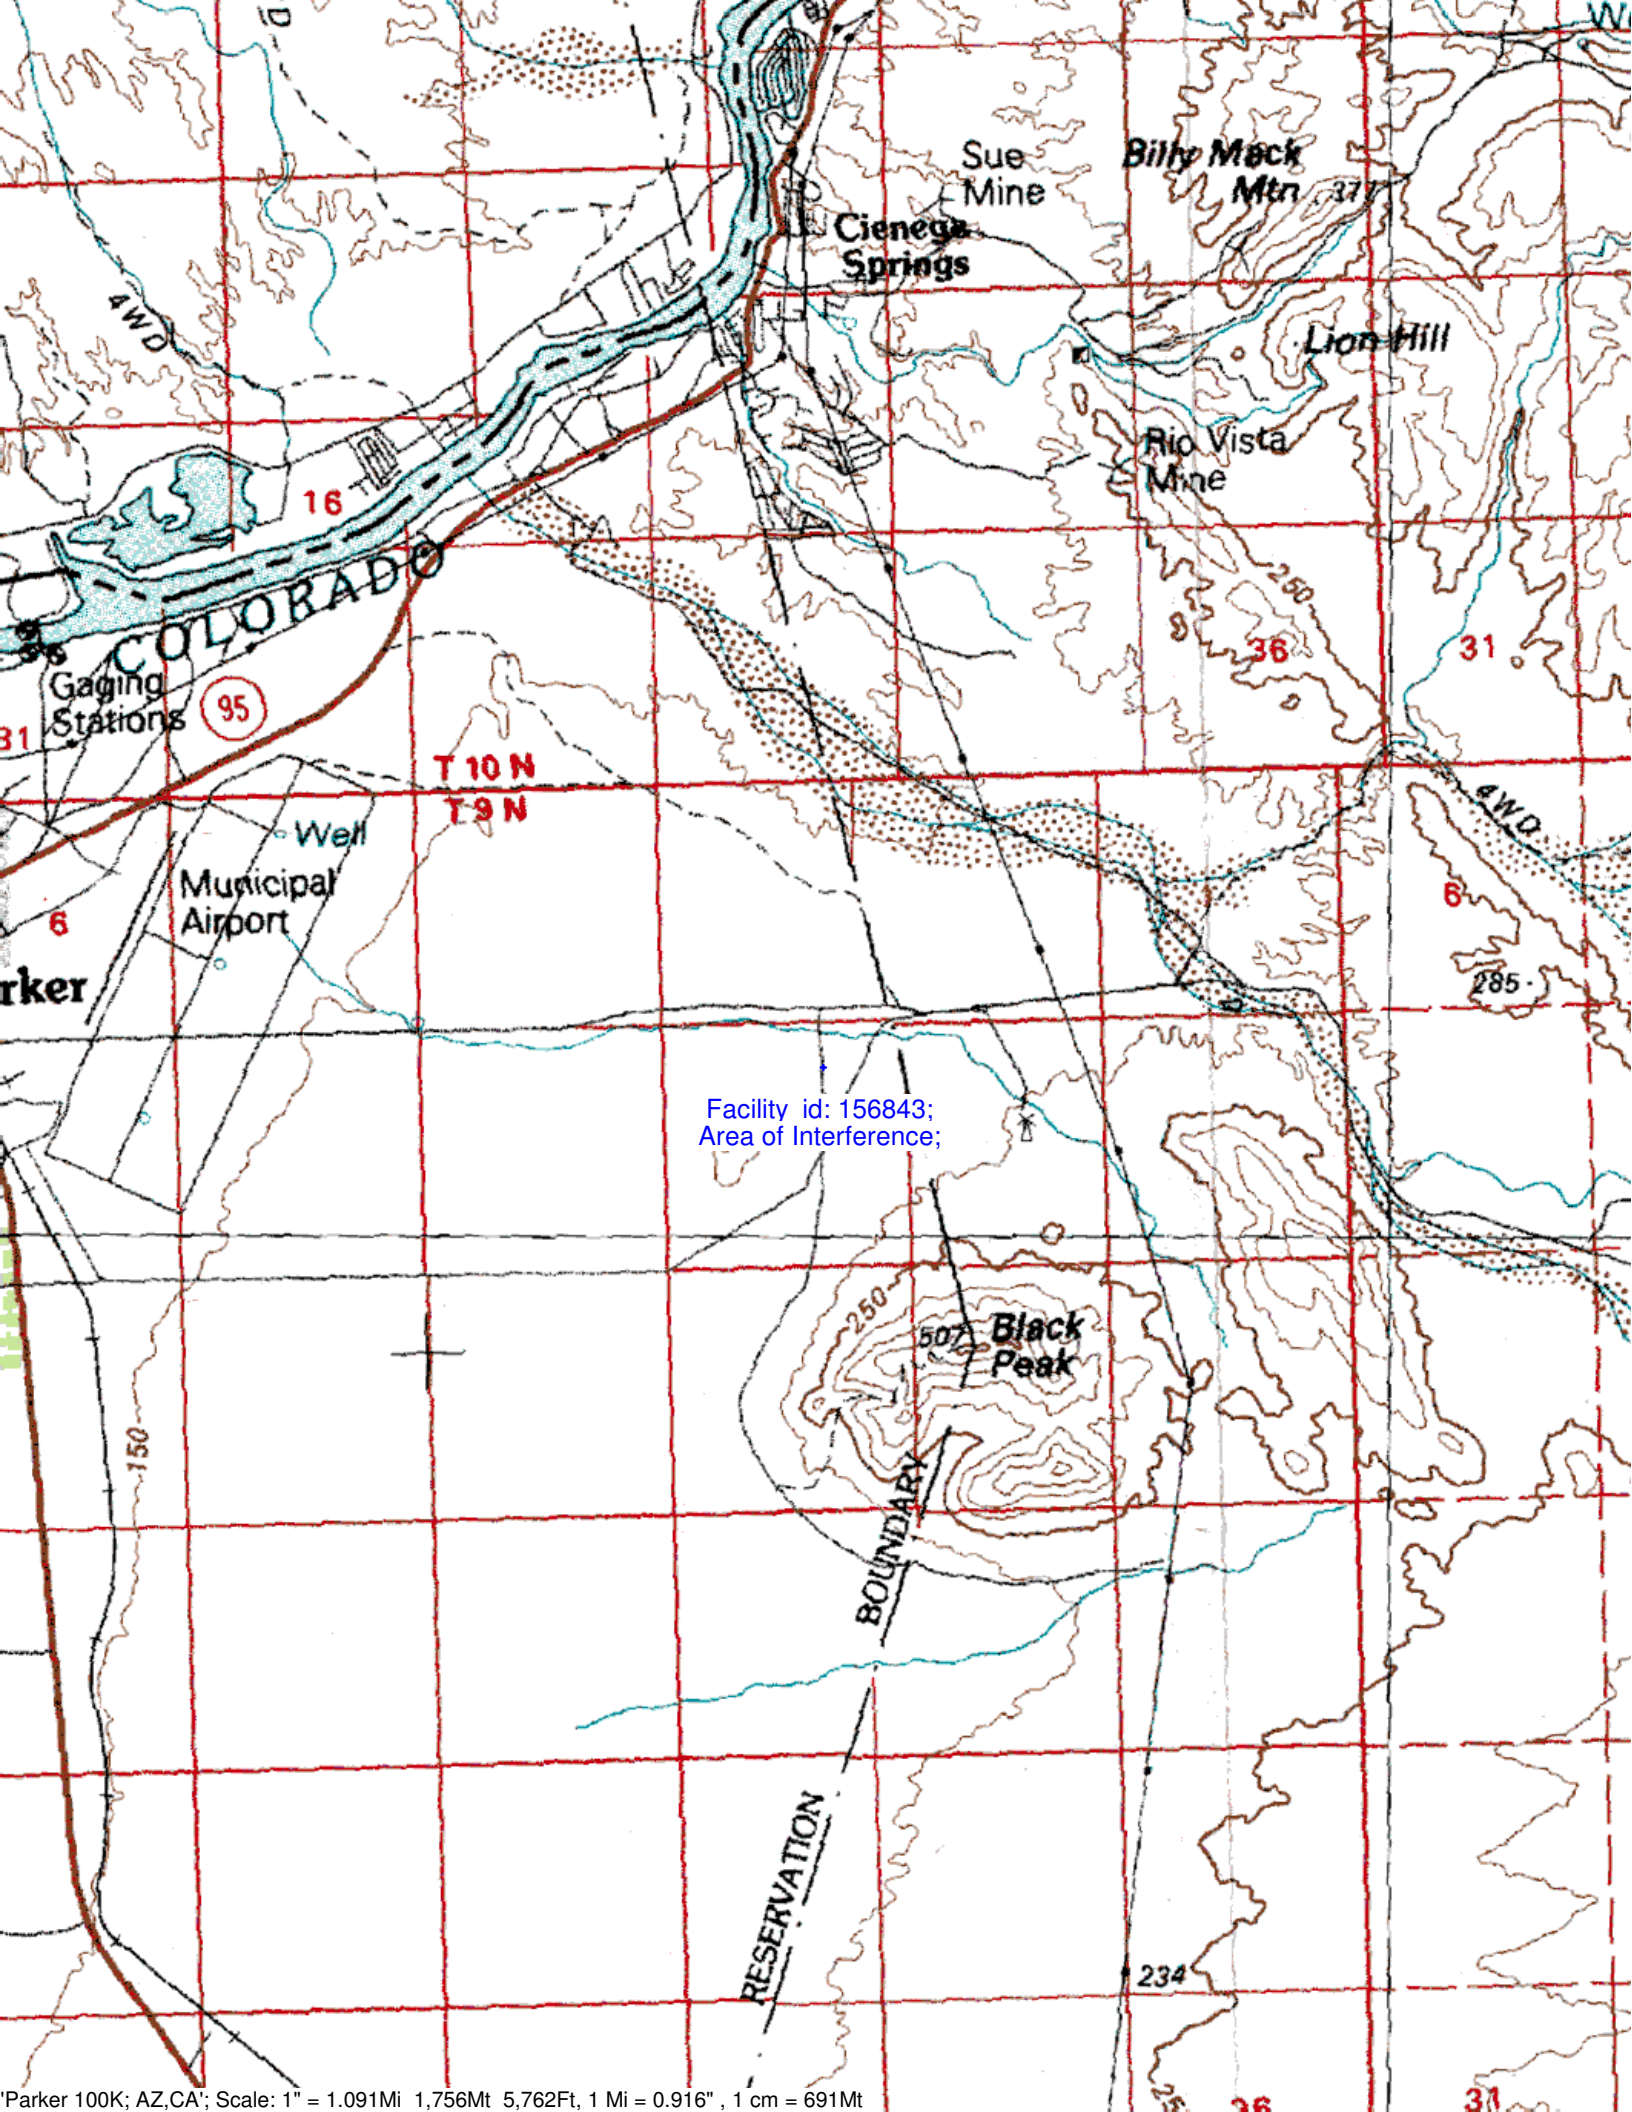 Sue
Mine
Billy Mack
Mtn
377
Cienega
Springs
4WD
Lion Hill
Rio Vista
Mine
16
COLORADO
250
36
31
Gaging
Stations
95
31
T 10 N
T 9 N
4WD
Well
Municipal
Airport
6
6
285
rker
Facility id: 156843;
Area of Interference;
250
507
Black
Peak
150
BOUNDARY
RESERVATION
234
36
31
'Parker 100K; AZ,CA'; Scale: 1" = 1.091Mi 1,756Mt 5,762Ft, 1 Mi = 0.916" , 1 cm = 691Mt